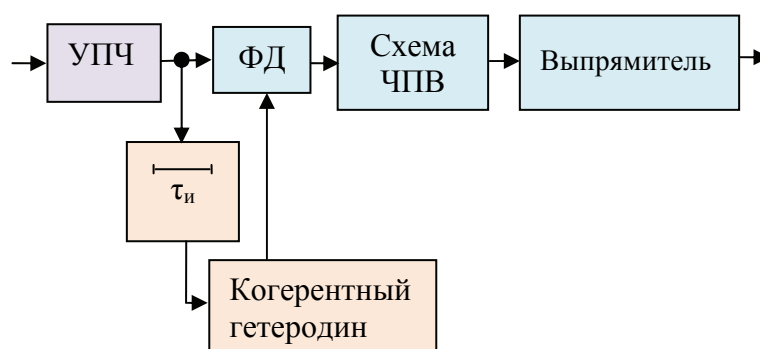 УПЧ
ФД
Схема
ЧПВ
Выпрямитель
τи
Когерентный
гетеродин